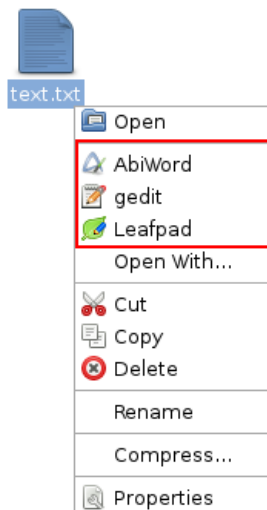 text.txt
Open
AbiWord
gedit
Leafpad
Open With...
Cut
Copy
Delete
Rename
Compress...
Properties